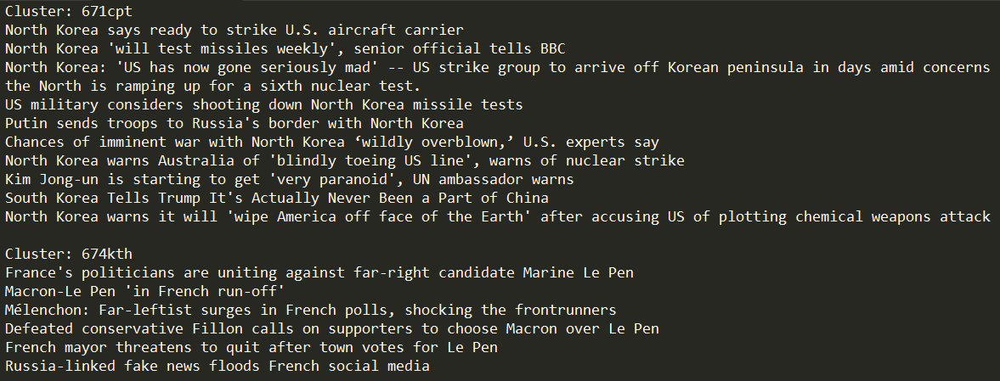 Cluster: 671cpt
North Korea says ready to strike U.S. aircraft carrier
North Korea 'will test missiles weekly', senior official tells BBC
North Korea: 'US has now gone seriously mad' -- US strike group to arrive off Korean peninsula in days amid concerns
the North is ramping up for a sixth nuclear test.
US military considers shooting down North Korea missile tests
Putin sends troops to Russia's border with North Korea
Chances of imminent war with North Korea ‘wildly overblown,’ U.S. experts say
North Korea warns Australia of 'blindly toeing US line', warns of nuclear strike
Kim Jong-un is starting to get 'very paranoid', UN ambassador warns
South Korea Tells Trump It's Actually Never Been a Part of China
North Korea warns it will 'wipe America off face of the Earth' after accusing US of plotting chemical weapons attack
Cluster: 674kth
France's politicians are uniting against far-right candidate Marine Le Pen
Macron-Le Pen 'in French run-off'
Mélenchon: Far-leftist surges in French polls, shocking the frontrunners
Defeated conservative Fillon calls on supporters to choose Macron over Le Pen
French mayor threatens to quit after town votes for Le Pen
Russia-linked fake news floods French social media